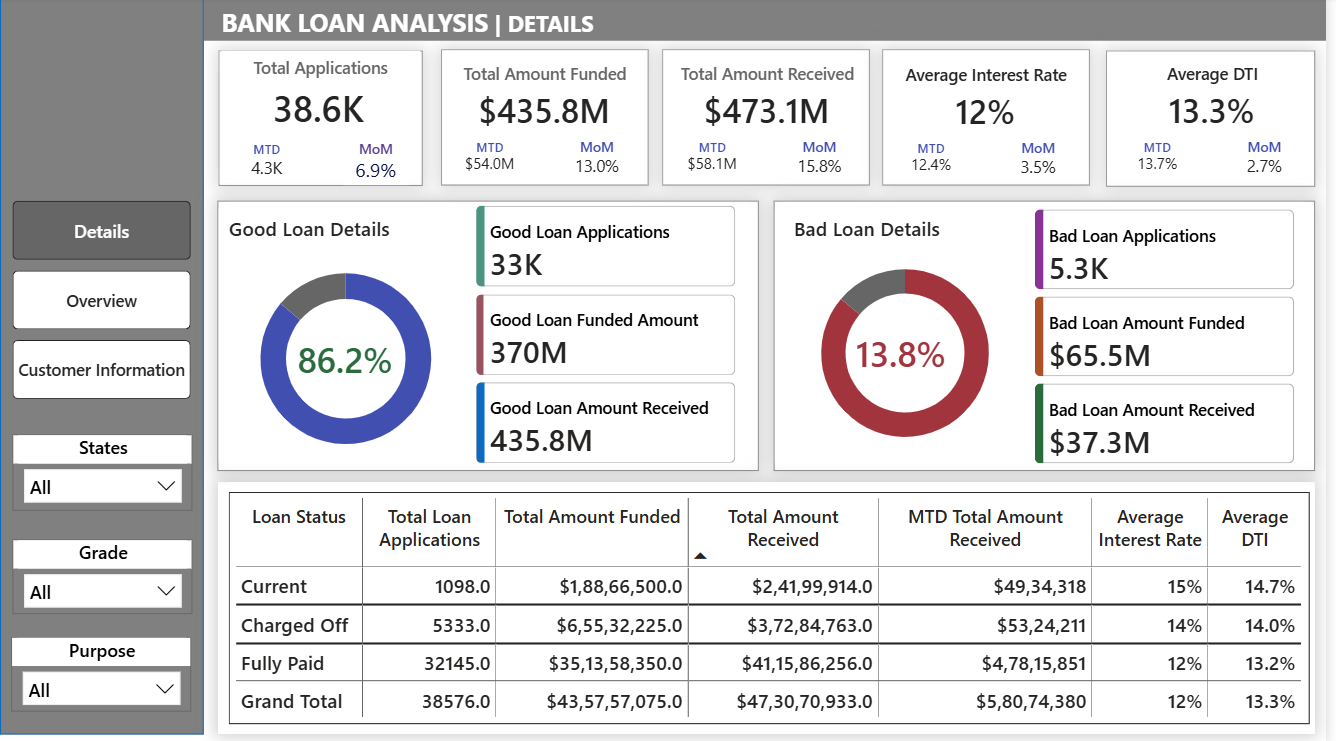 BANK LOAN ANALYSIS | DETAILS
Total Applications
38.6K
MTD
MoM
4.3K
6.9%
Total Amount Funded
$435.8M
MTD
MoM
$54.0M
13.0%
Total Amount Received
$473.1M
MTD
MoM
$58.1M
15.8%
Average Interest Rate
12%
MTD
MoM
12.4%
3.5%
Average DTI
13.3%
MTD
MoM
13.7%
2.7%
Details
Overview
Customer Information
States
All
Grade
All
Purpose
All
Good Loan Details
86.2%
Good Loan Applications
33K
Good Loan Funded Amount
370M
Good Loan Amount Received
435.8M
Bad Loan Details
13.8%
Bad Loan Applications
5.3K
Bad Loan Amount Funded
$65.5M
Bad Loan Amount Received
$37.3M
Loan Status Total Loan Applications Total Amount Funded Total Amount Received MTD Total Amount Received Average Interest Rate Average DTI
Current 1098.0 $1,88,66,500.0 $2,41,99,914.0 $49,34,318 15% 14.7%
Charged Off 5333.0 $6,55,32,225.0 $3,72,84,763.0 $53,24,211 14% 14.0%
Fully Paid 32145.0 $35,13,58,350.0 $41,15,86,256.0 $4,78,15,851 12% 13.2%
Grand Total 38576.0 $43,57,57,075.0 $47,30,70,933.0 $5,80,74,380 12% 13.3%